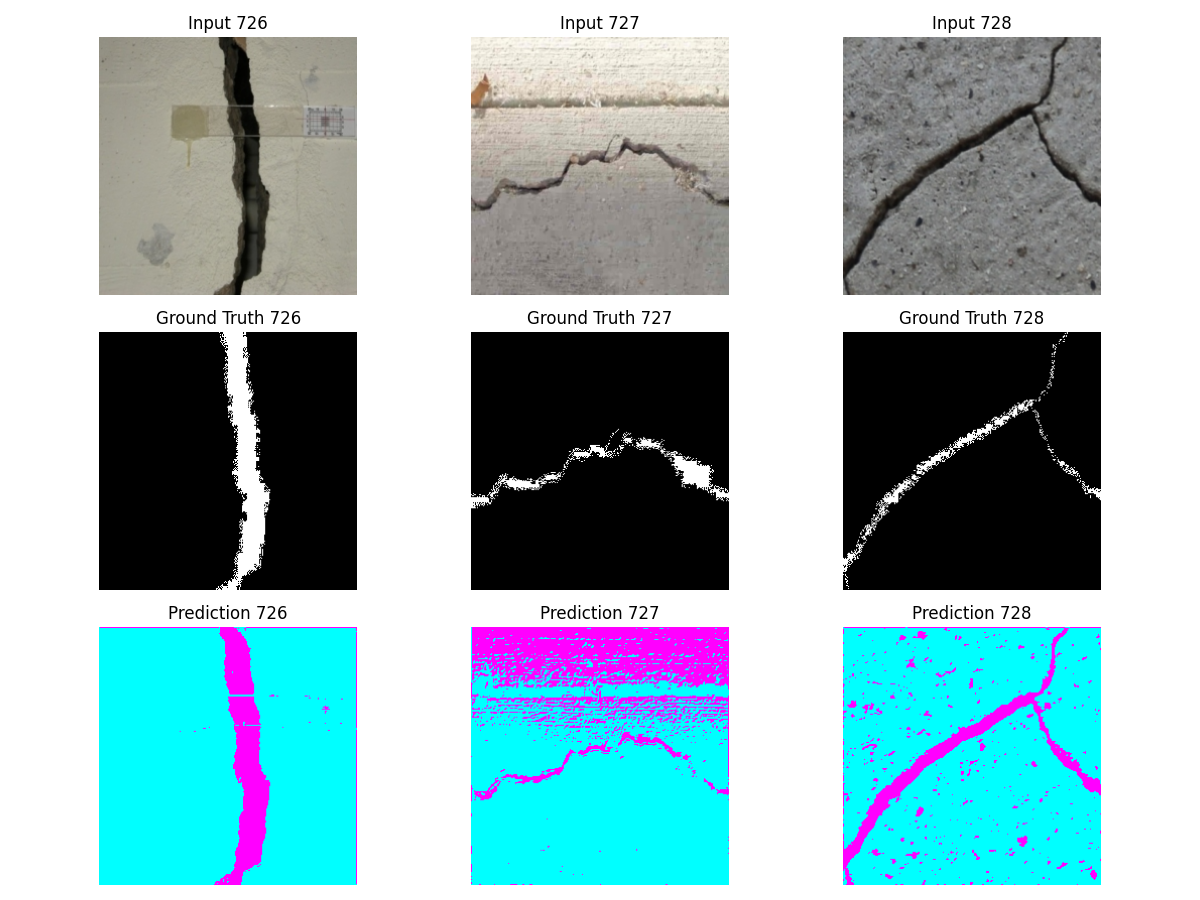 Input 726
Input 727
Input 728
Ground Truth 726
Ground Truth 727
Ground Truth 728
Prediction 726
Prediction 727
Prediction 728